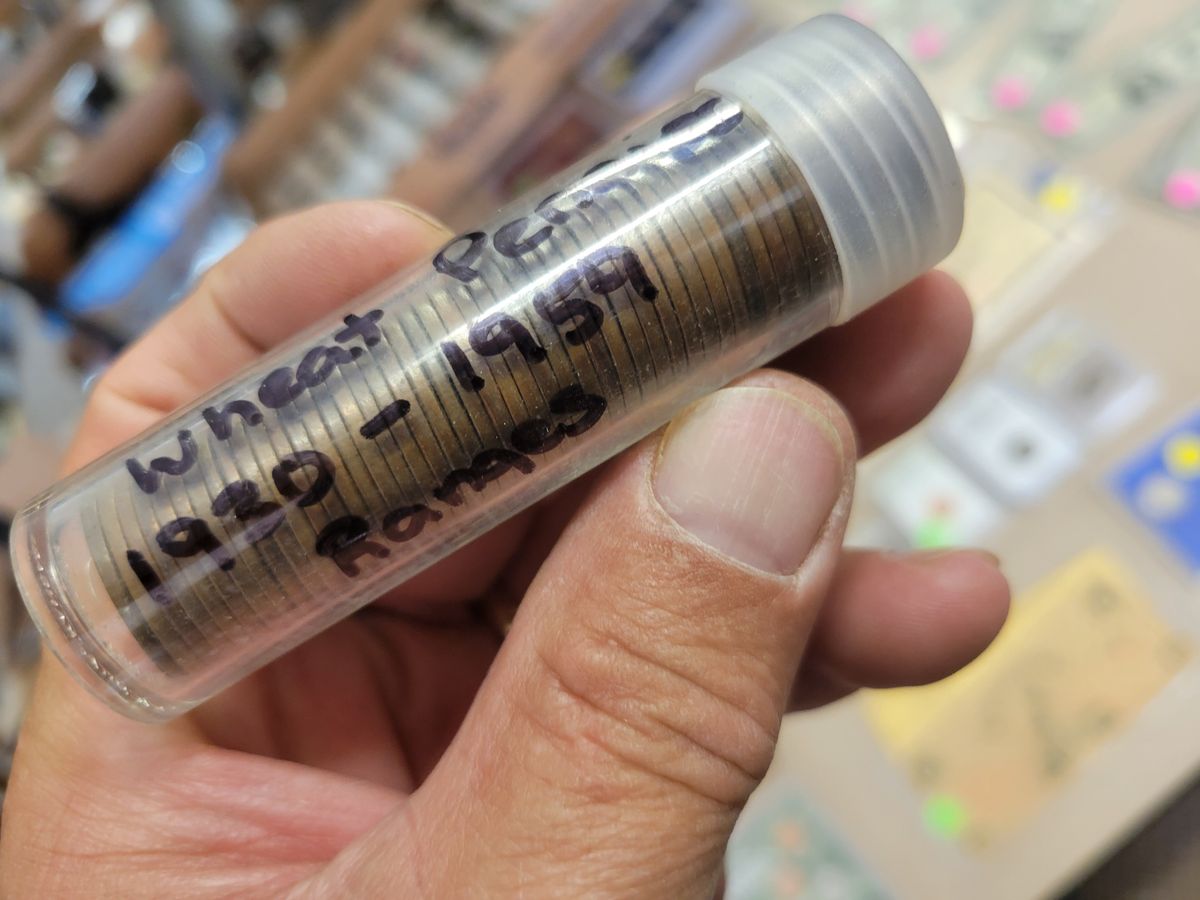 Wheat Pennies
1920 - 1959
Ranges